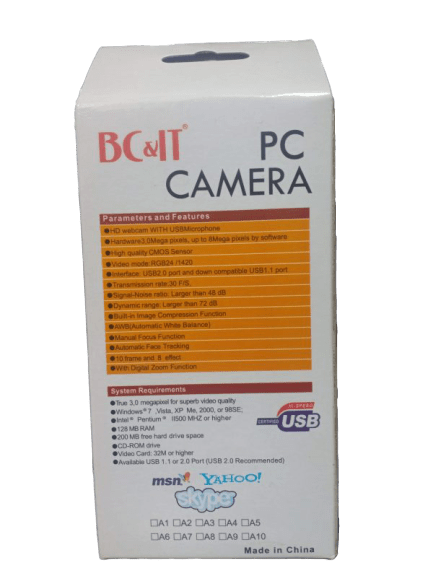 BC&IT®
PC
CAMERA
Parameters and Features
●HD webcam WITH USBMicrophone
●Hardwers3.0Mega pixels, up to 8Mega pixels by software
●High quality CMOS Sensor
●Video mode:RGB24 /1420
●Interface: USB2.0 port and down compatible USB1.1 port
●Transmission rate:30 F/S,
●Signal-Noise ratio: Larger than 48 dB
●Dynamic range: Larger than 72 dB
●Built-in Image Compression Function
●AWB(Automatic White Balance)
●Manual Focus Function
●Automatic Face Tracking
●10 frame and 8 effect
●With Digital Zoom Function
System Requirements
●True 3.0 megapixel for superb video quality
●Windows®7 ,Vista, XP Me, 2000, or 98SE;
●Intel® Pentium® II500 MHZ or higher
●128 MB RAM
●200 MB free hard drive space
●CD-ROM drive
●Video Card: 32M or higher
●Available USB 1.1 or 2.0 Port (USB 2.0 Recommended)
HI-SPEED
CERTIFIED USB
msn YAHOO!
skype
□A1 □A2 □A3 □A4 □A5
□A6 □A7 □A8 □A9 □A10
Made in China